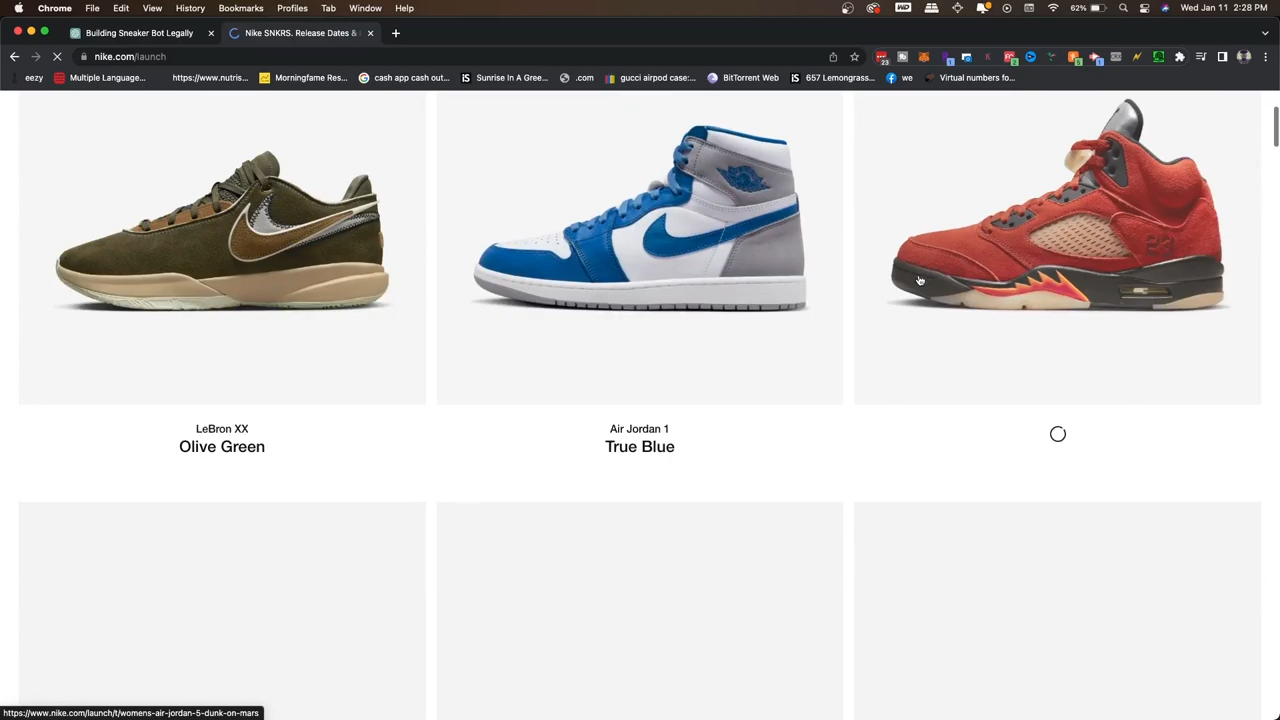 Chrome File Edit View History Bookmarks Profiles Tab Window Help WD 62% Wed Jan 11 2:28 PM
Building Sneaker Bot Legally Nike SNKRS. Release Dates &
nike.com/launch
eezy Multiple Language... https://www.nutris... Morningfame Res... cash app cash out... Sunrise In A Gree... .com gucci airpod case:... BitTorrent Web 657 Lemongrass... we Virtual numbers fo...
23
LeBron XX Air Jordan 1
Olive Green True Blue
https://www.nike.com/launch/t/womens-air-jordan-5-dunk-on-mars